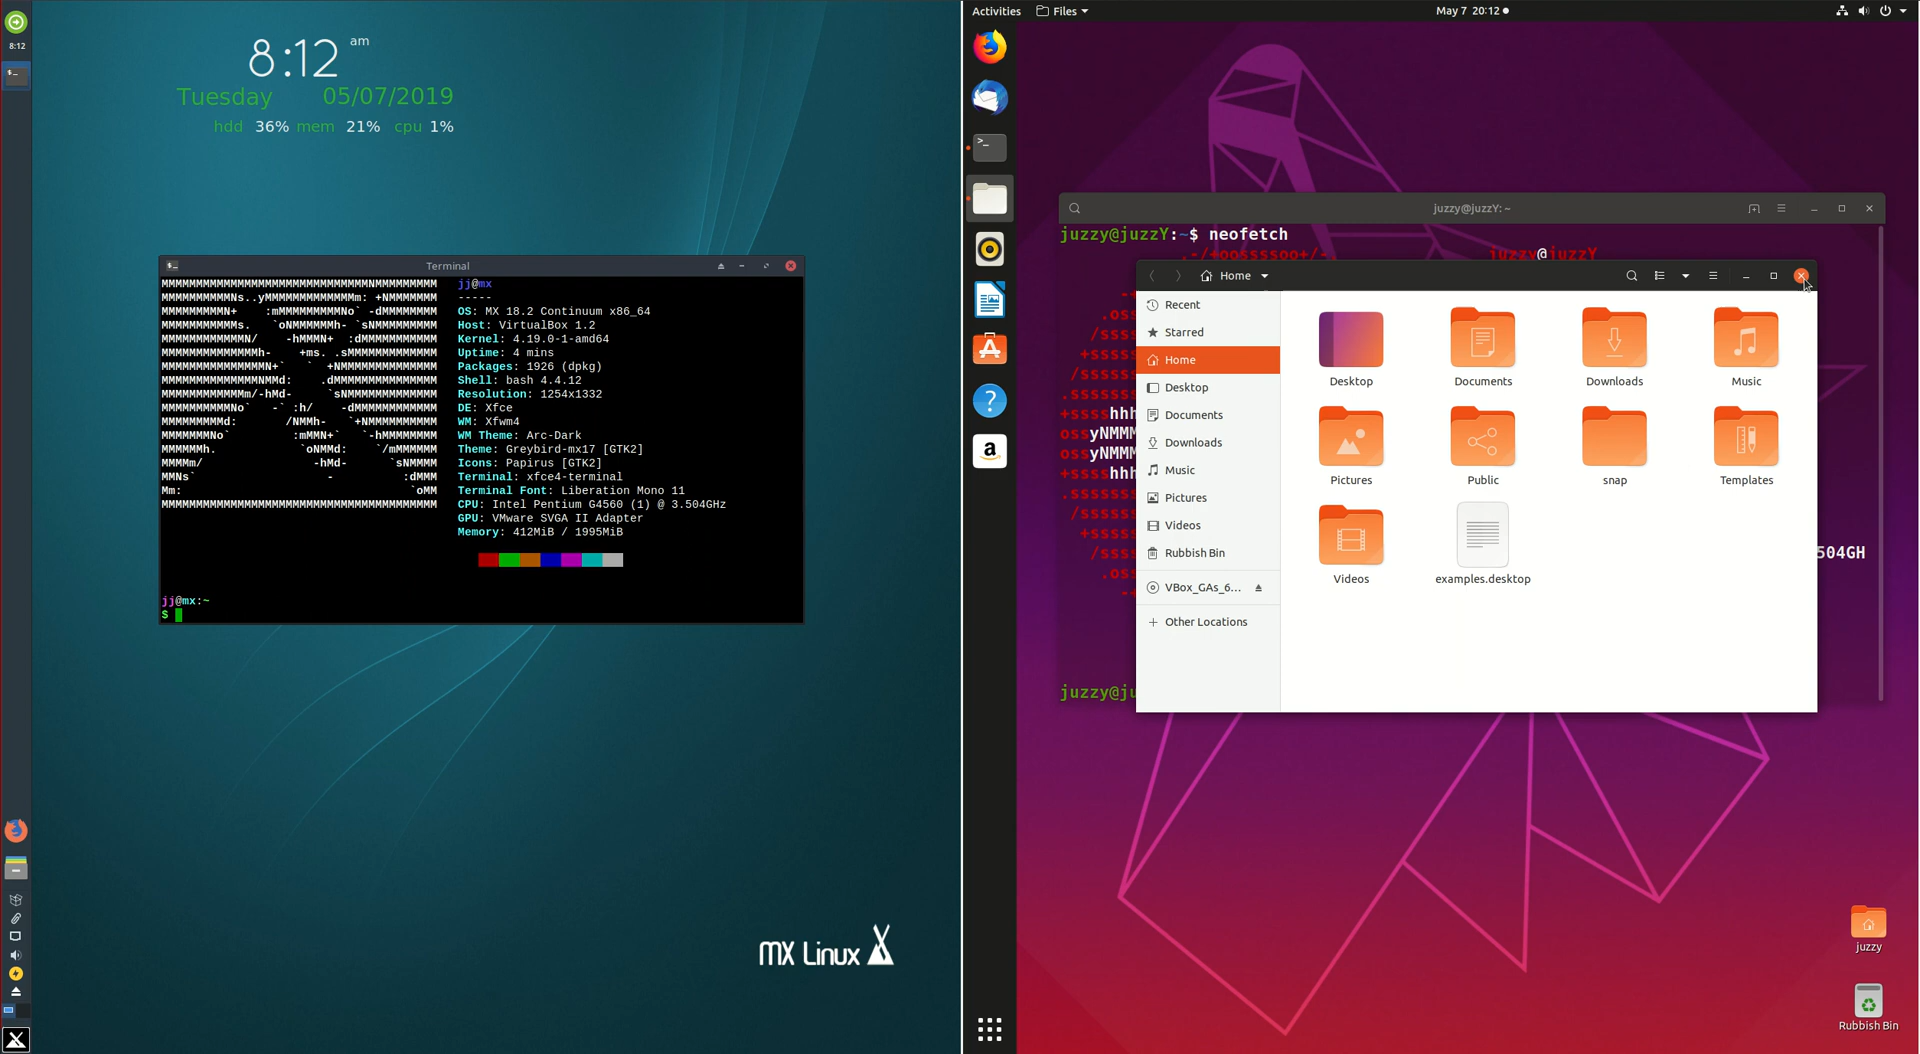 8:12
8:12 am
Tuesday 05/07/2019
hdd 36% mem 21% cpu 1%
Terminal
MMMMMMMMMMMMMMMMMMMMMMMMMMMMMMNMMMMMMMMM
jj@mx
-----
OS: MX 18.2 Continuum x86_64
Host: VirtualBox 1.2
Kernel: 4.19.0-1-amd64
Uptime: 4 mins
Packages: 1926 (dpkg)
Shell: bash 4.4.12
Resolution: 1254x1332
DE: Xfce
WM: Xfwm4
WM Theme: Arc-Dark
Theme: Greybird-mx17 [GTK2]
Icons: Papirus [GTK2]
Terminal: xfce4-terminal
Terminal Font: Liberation Mono 11
CPU: Intel Pentium G4560 (1) @ 3.504GHz
GPU: VMware SVGA II Adapter
Memory: 412MiB / 1995MiB
jj@mx:~
$
MX Linux
Activities Files May 7 20:12
juzzy@juzzY: ~
juzzy@juzzY:~$ neofetch
.-/+oossssoo+/-. juzzy@juzzY
Home
Recent
Starred
Home
Desktop
Documents
Downloads
Music
Pictures
Videos
Rubbish Bin
VBox_GAs_6...
Other Locations
Desktop Documents Downloads Music
Pictures Public snap Templates
Videos examples.desktop
504GH
juzzy@ju
juzzy
Rubbish Bin